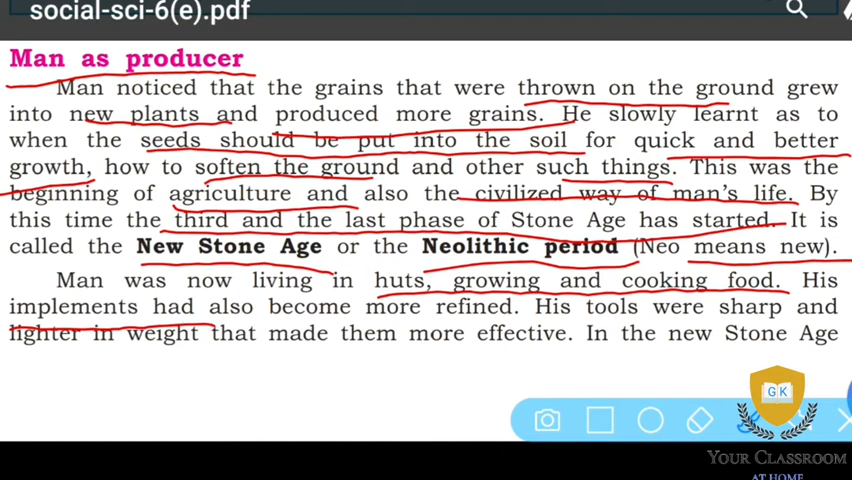 social-sci-6(e).pdf
Man as producer
Man noticed that the grains that were thrown on the ground grew
into new plants and produced more grains. He slowly learnt as to
when the seeds should be put into the soil for quick and better
growth, how to soften the ground and other such things. This was the
beginning of agriculture and also the civilized way of man's life. By
this time the third and the last phase of Stone Age has started. It is
called the New Stone Age or the Neolithic period (Neo means new).
Man was now living in huts, growing and cooking food. His
implements had also become more refined. His tools were sharp and
lighter in weight that made them more effective. In the new Stone Age
GK
YOUR CLASSROOM
AT HOME